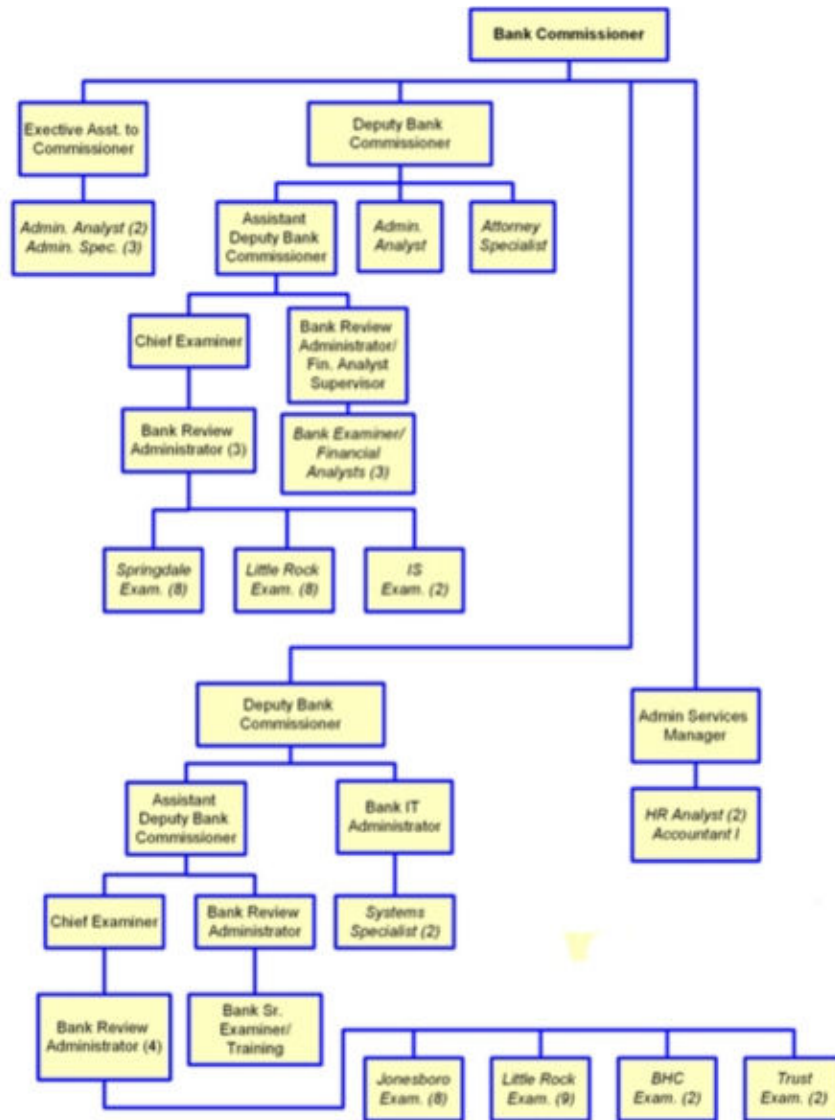 Bank Commissioner
Exective Asst. to
Commissioner
Deputy Bank
Commissioner
Admin. Analyst (2)
Admin. Spec. (3)
Assistant
Deputy Bank
Commissioner
Admin.
Analyst
Attorney
Specialist
Chief Examiner
Bank Review
Administrator/
Fin. Analyst
Supervisor
Bank Review
Administrator (3)
Bank Examiner/
Financial
Analysts (3)
Springdale
Exam. (8)
Little Rock
Exam. (8)
IS
Exam. (2)
Deputy Bank
Commissioner
Admin Services
Manager
Assistant
Deputy Bank
Commissioner
Bank IT
Administrator
HR Analyst (2)
Accountant I
Chief Examiner
Bank Review
Administrator
Systems
Specialist (2)
Bank Review
Administrator (4)
Bank Sr.
Examiner/
Training
Jonesboro
Exam. (8)
Little Rock
Exam. (9)
BHC
Exam. (2)
Trust
Exam. (2)